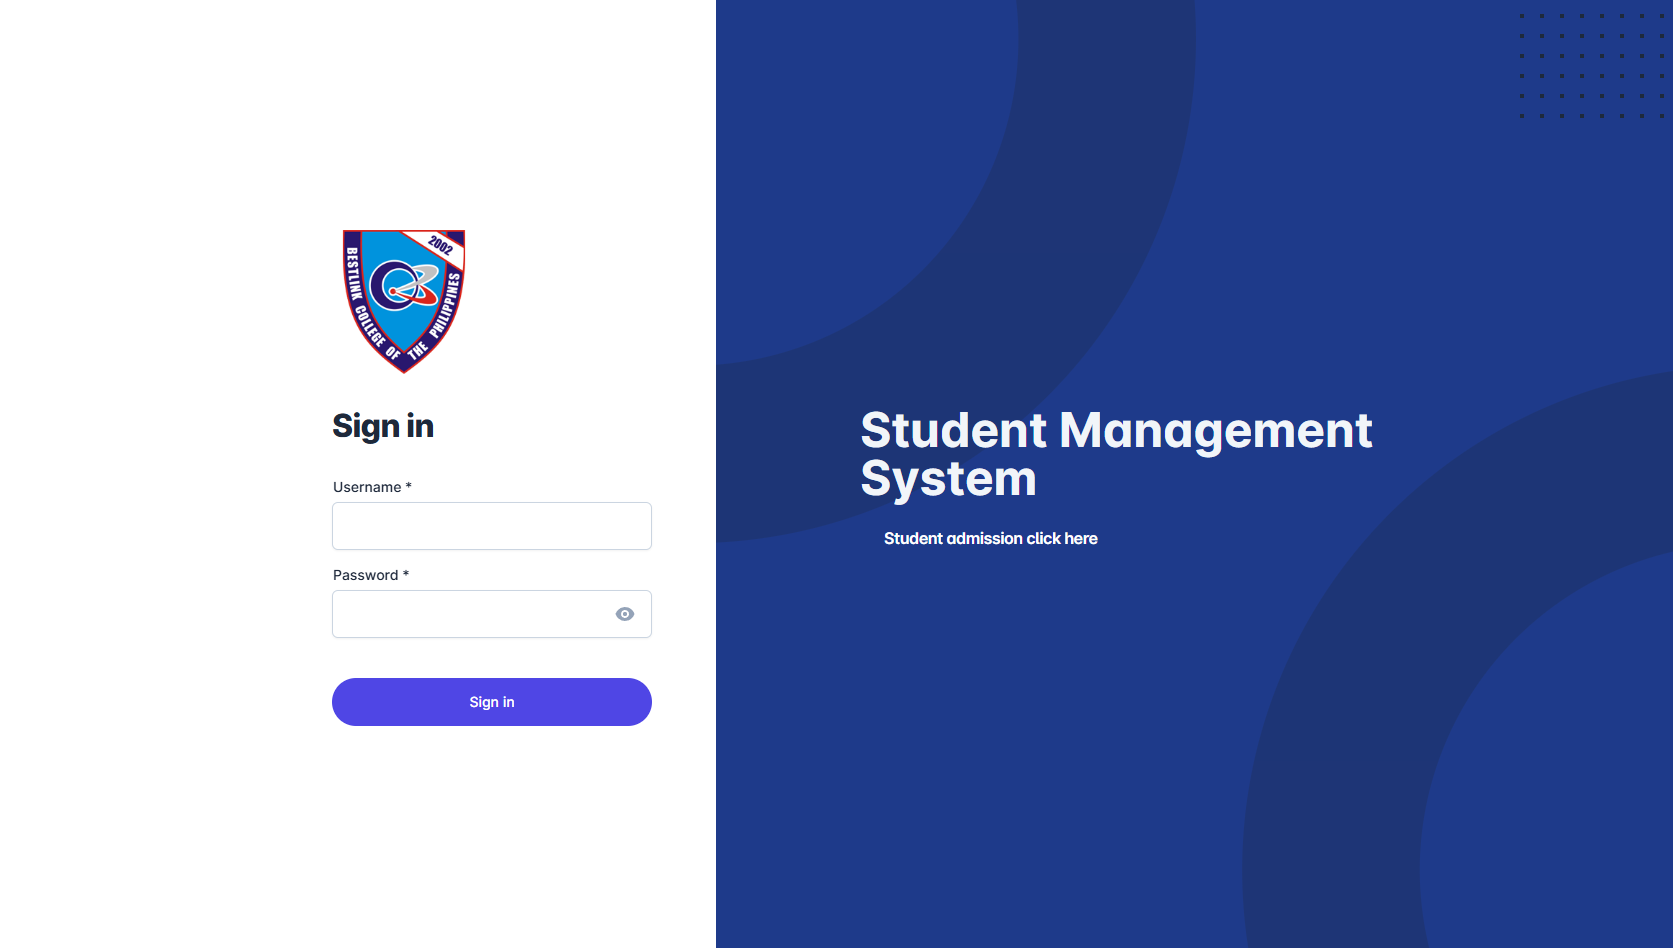 2002
BESTLINK COLLEGE OF THE PHILIPPINES
Sign in
Username *
Password *
Sign in
Student Management
System
Student admission click here